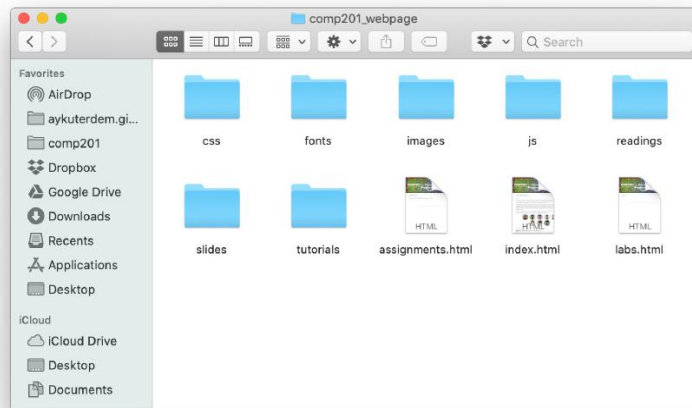 comp201_webpage
Search
Favorites
AirDrop
aykuterdem.gi...
comp201
Dropbox
Google Drive
Downloads
Recents
Applications
Desktop
iCloud
iCloud Drive
Desktop
Documents
css
fonts
images
js
readings
slides
tutorials
HTML
assignments.html
HTML
index.html
HTML
labs.html